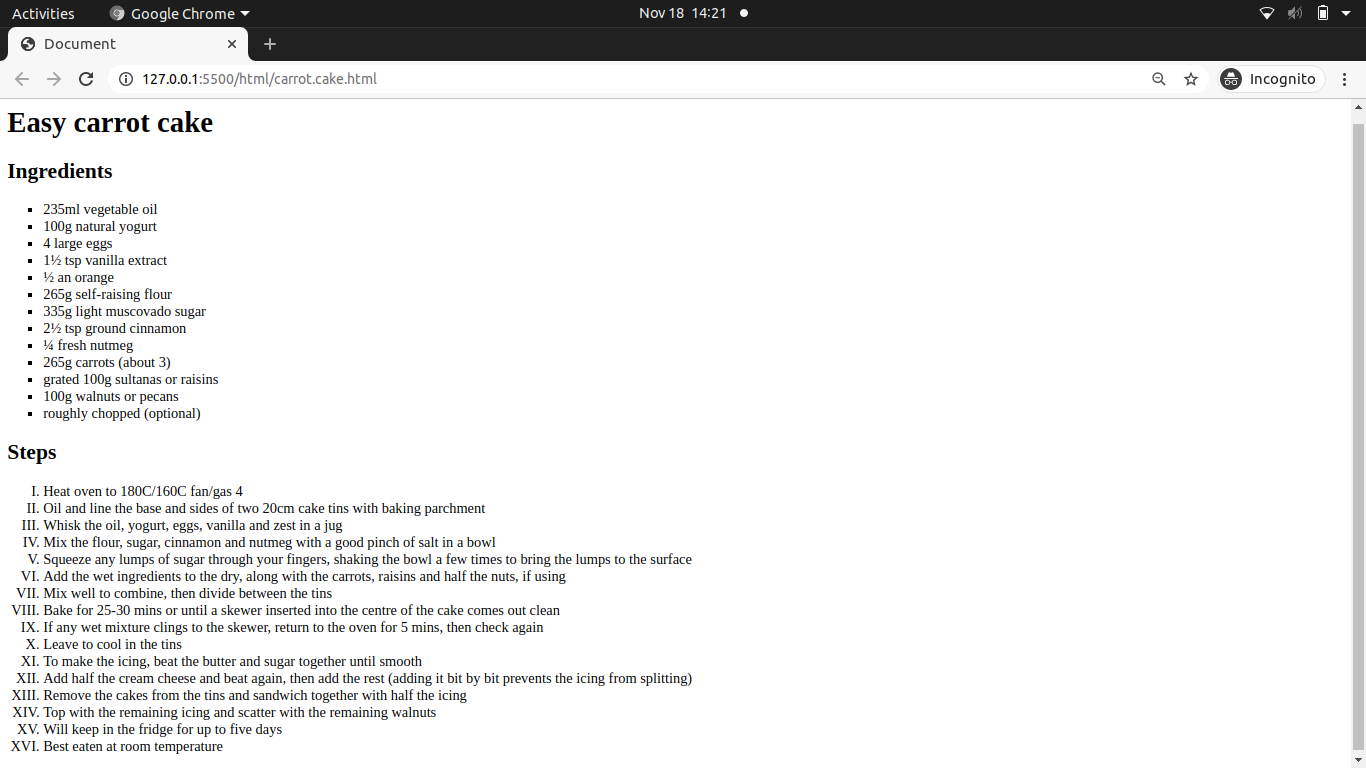 Activities Google Chrome Nov 18 14:21
Document
127.0.0.1:5500/html/carrot.cake.html Incognito
Easy carrot cake
Ingredients
235ml vegetable oil
100g natural yogurt
4 large eggs
1½ tsp vanilla extract
½ an orange
265g self-raising flour
335g light muscovado sugar
2½ tsp ground cinnamon
¼ fresh nutmeg
265g carrots (about 3)
grated 100g sultanas or raisins
100g walnuts or pecans
roughly chopped (optional)
Steps
I. Heat oven to 180C/160C fan/gas 4
II. Oil and line the base and sides of two 20cm cake tins with baking parchment
III. Whisk the oil, yogurt, eggs, vanilla and zest in a jug
IV. Mix the flour, sugar, cinnamon and nutmeg with a good pinch of salt in a bowl
V. Squeeze any lumps of sugar through your fingers, shaking the bowl a few times to bring the lumps to the surface
VI. Add the wet ingredients to the dry, along with the carrots, raisins and half the nuts, if using
VII. Mix well to combine, then divide between the tins
VIII. Bake for 25-30 mins or until a skewer inserted into the centre of the cake comes out clean
IX. If any wet mixture clings to the skewer, return to the oven for 5 mins, then check again
X. Leave to cool in the tins
XI. To make the icing, beat the butter and sugar together until smooth
XII. Add half the cream cheese and beat again, then add the rest (adding it bit by bit prevents the icing from splitting)
XIII. Remove the cakes from the tins and sandwich together with half the icing
XIV. Top with the remaining icing and scatter with the remaining walnuts
XV. Will keep in the fridge for up to five days
XVI. Best eaten at room temperature